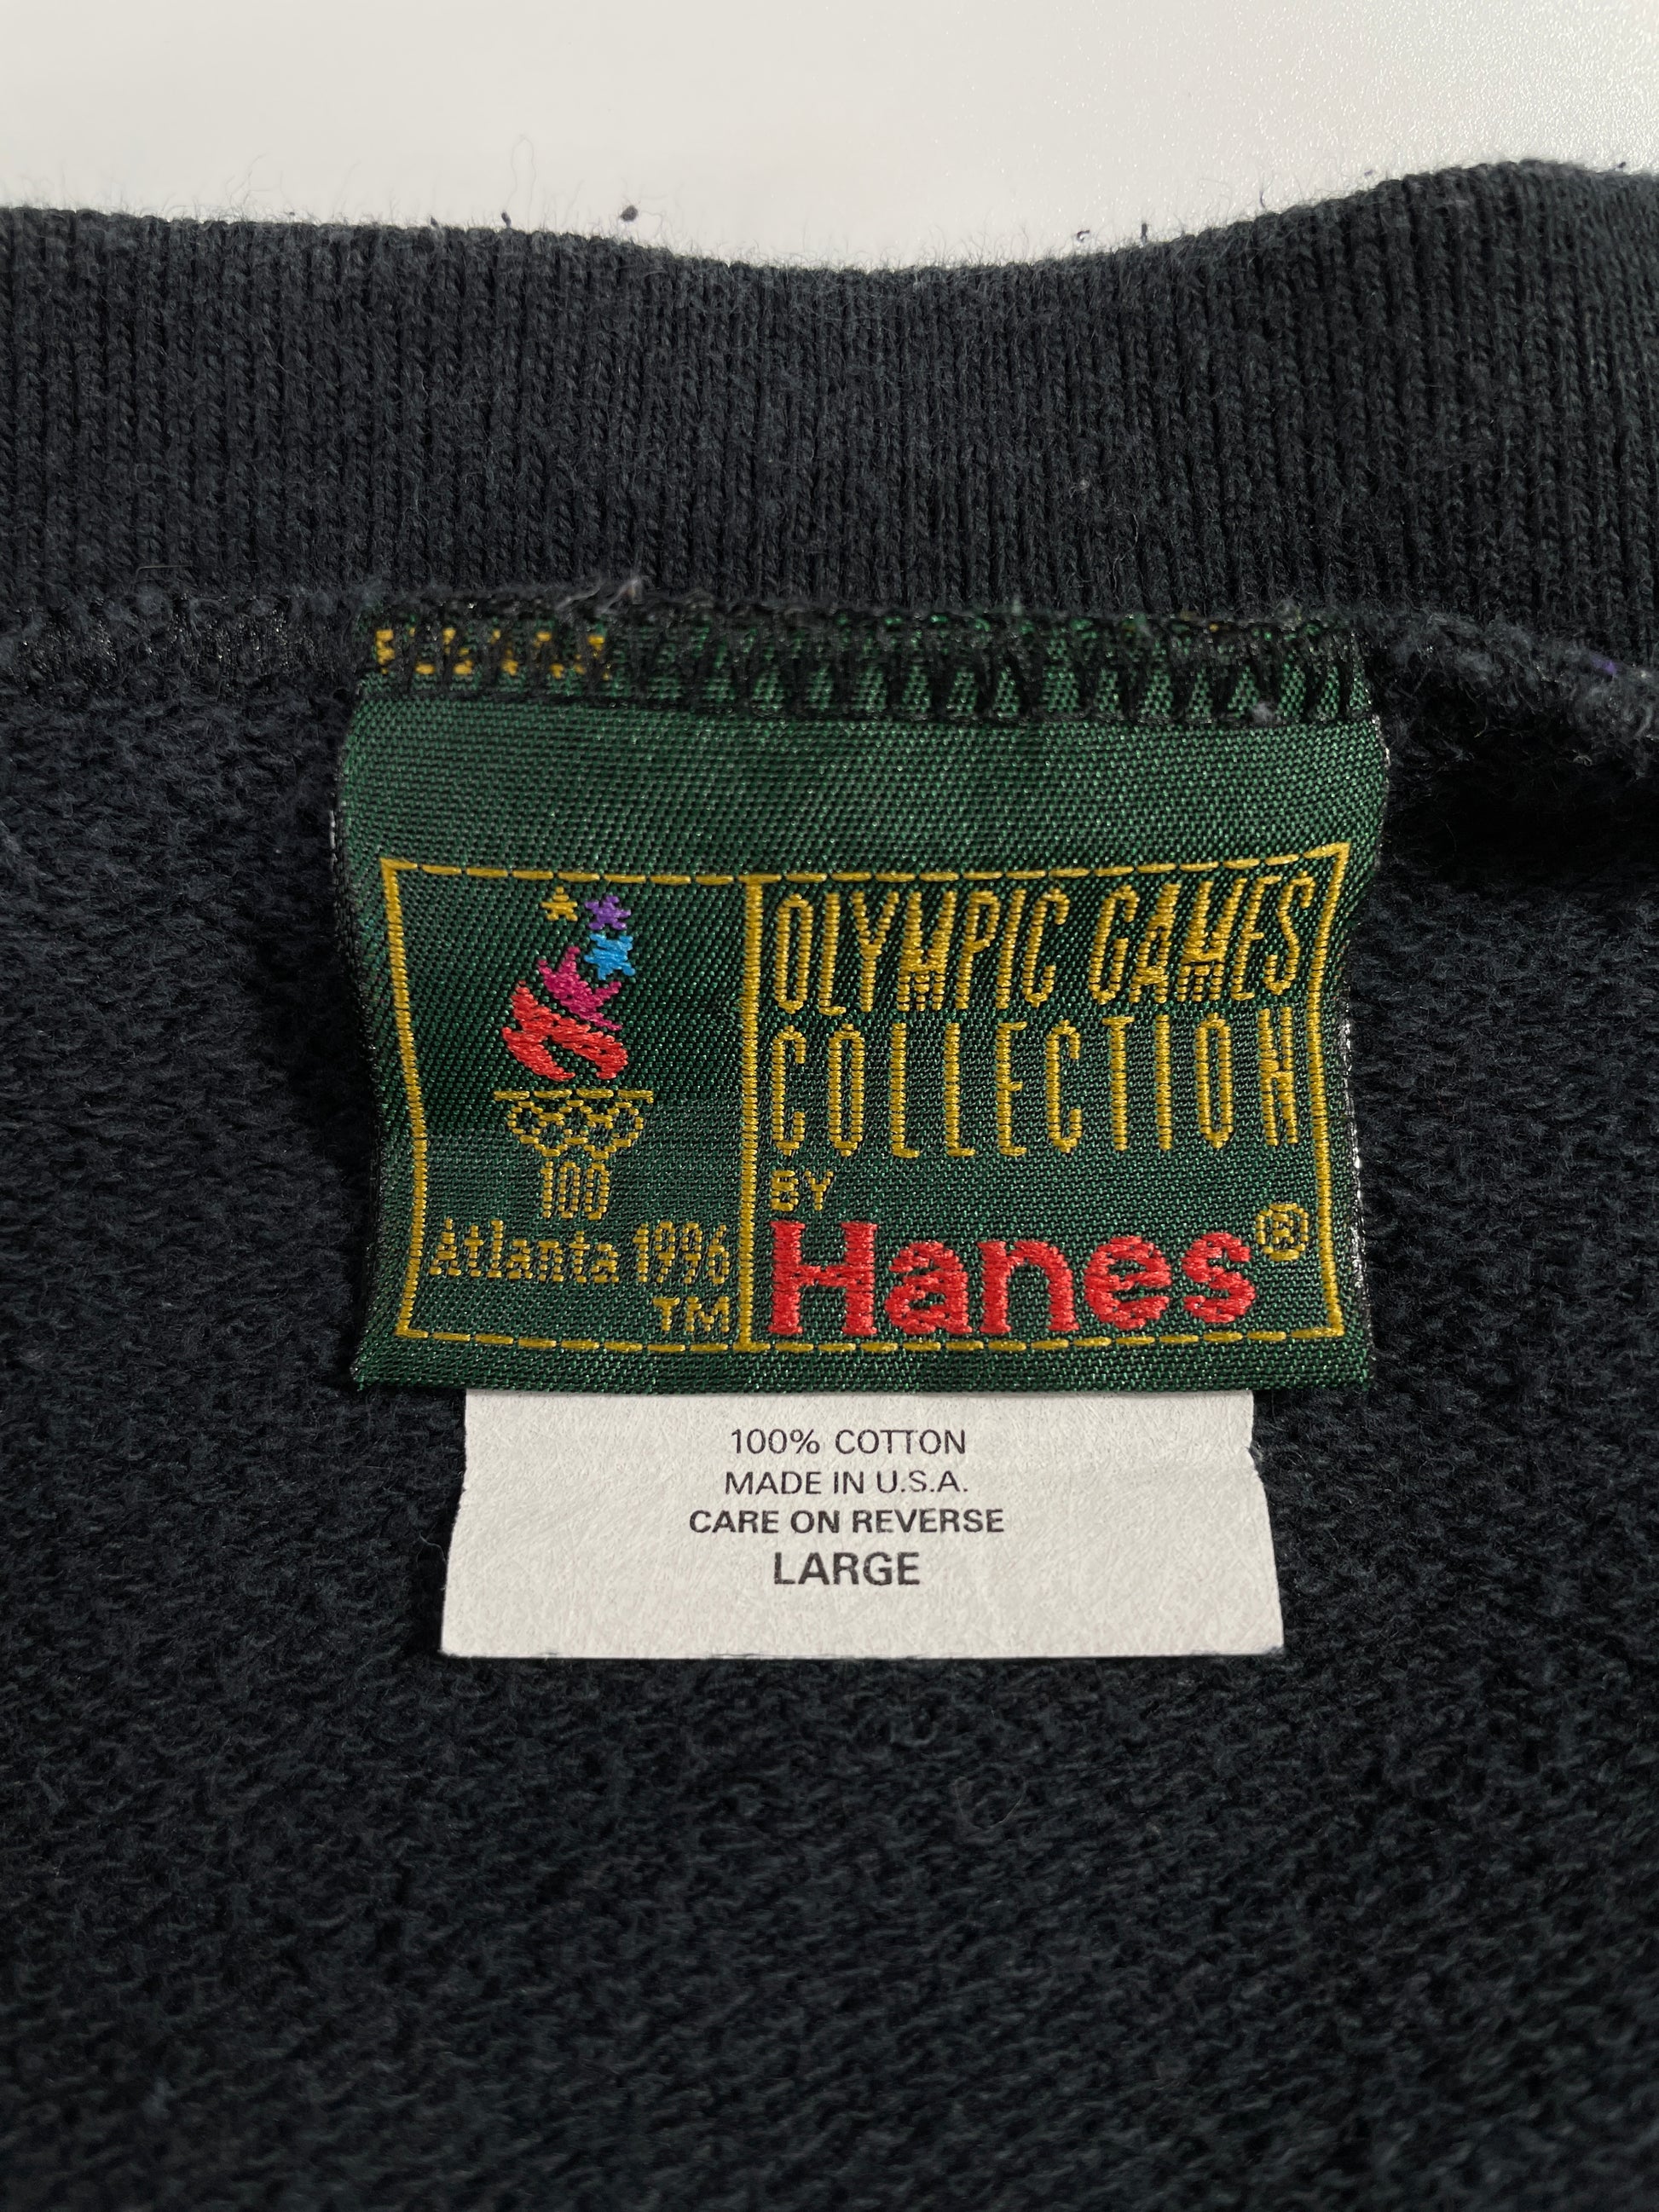 OLYMPIC GAMES
COLLECTION
BY
Hanes®
100
Atlanta 1996
TM
100% COTTON
MADE IN U.S.A.
CARE ON REVERSE
LARGE